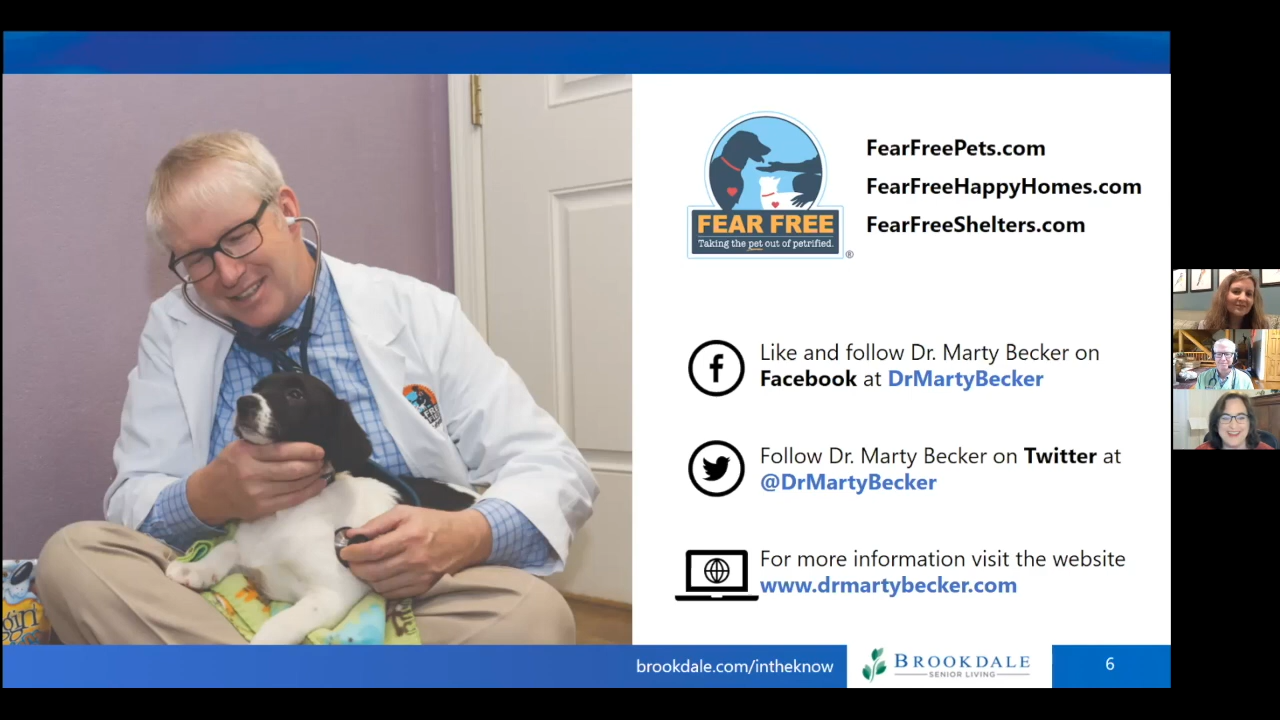 FearFreePets.com
FearFreeHappyHomes.com
FearFreeShelters.com
FEAR FREE
Taking the pet out of petrified.
®
Like and follow Dr. Marty Becker on
Facebook at DrMartyBecker
Follow Dr. Marty Becker on Twitter at
@DrMartyBecker
For more information visit the website
www.drmartybecker.com
brookdale.com/intheknow
BROOKDALE
SENIOR LIVING
6